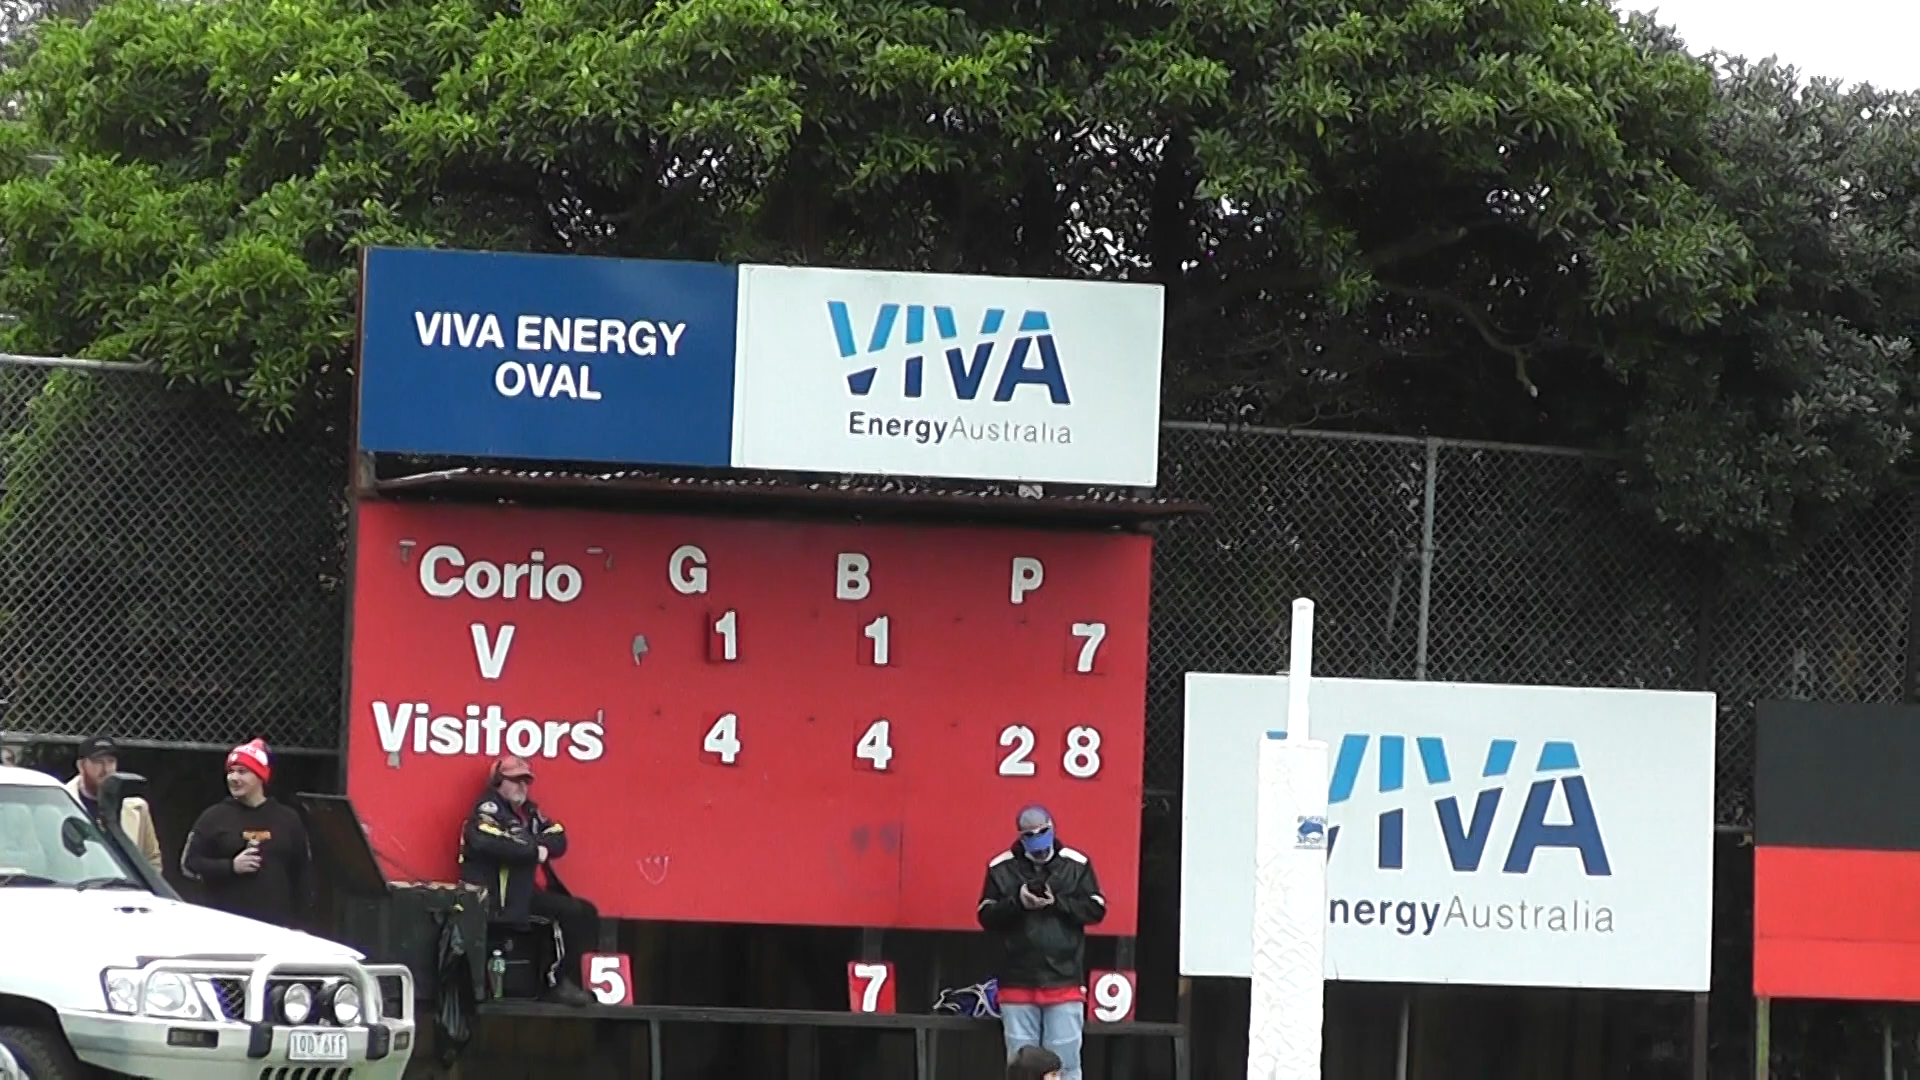 VIVA ENERGY
OVAL
VIVA
EnergyAustralia
Corio G B P
V 1 1 7
Visitors 4 4 28
VIVA
nergyAustralia
5 7 9